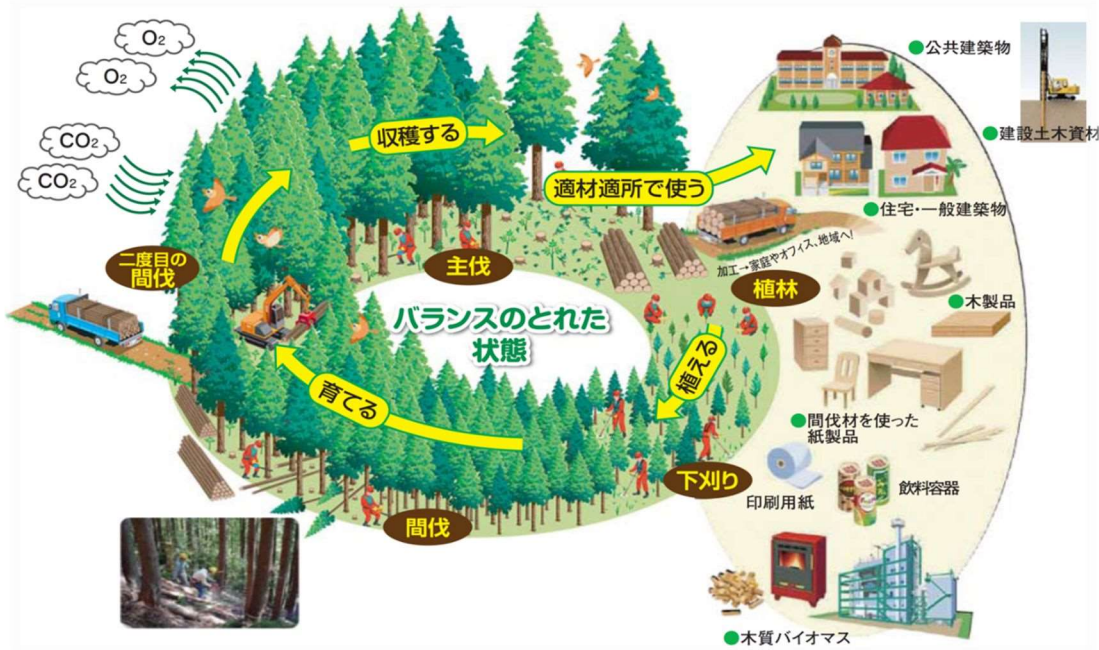 O₂
O₂
CO₂
CO₂
収穫する
適材適所で使う
公共建築物
建設土木資材
住宅・一般建築物
加工→家庭やオフィス、地域へ!
二度目の
間伐
主伐
植林
バランスのとれた
状態
植える
育てる
木製品
間伐材を使った
紙製品
下刈り
間伐
印刷用紙
飲料容器
木質バイオマス